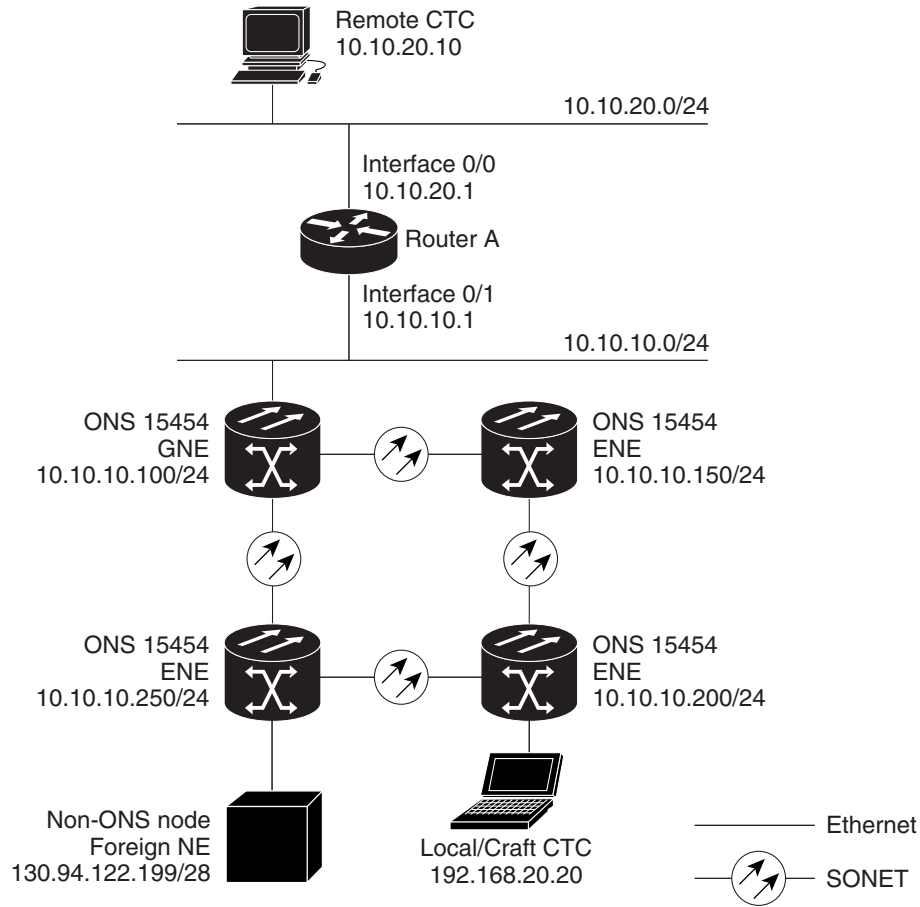 Remote CTC
10.10.20.10
10.10.20.0/24
Interface 0/0
10.10.20.1
Router A
Interface 0/1
10.10.10.1
10.10.10.0/24
ONS 15454
GNE
10.10.10.100/24
ONS 15454
ENE
10.10.10.150/24
ONS 15454
ENE
10.10.10.250/24
ONS 15454
ENE
10.10.10.200/24
Non-ONS node
Foreign NE
130.94.122.199/28
Local/Craft CTC
192.168.20.20
Ethernet
SONET